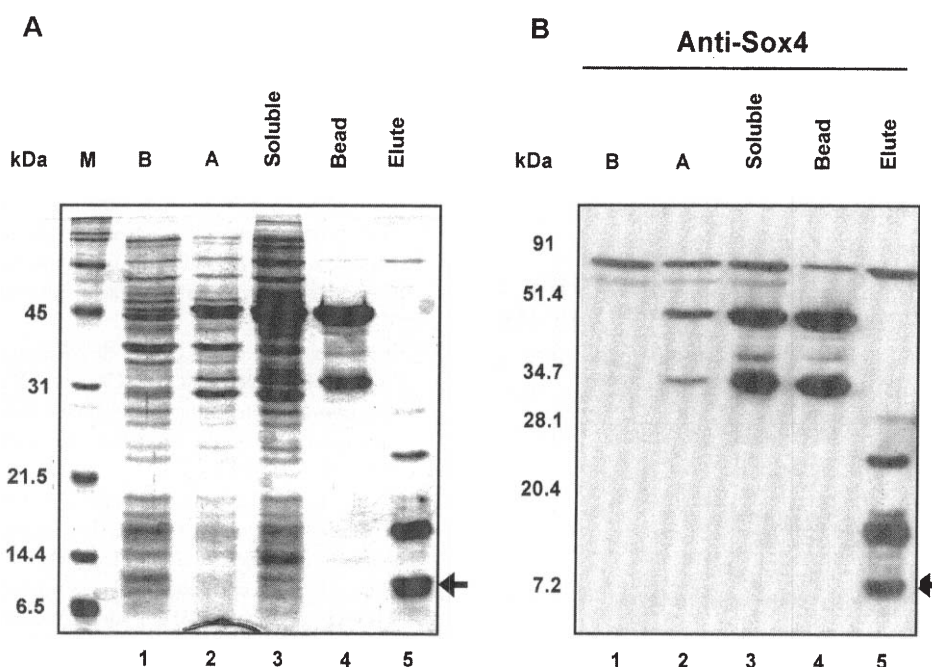 A
kDa M B A Soluble Bead Elute
45
31
21.5
14.4
6.5
1 2 3 4 5
B
Anti-Sox4
kDa B A Soluble Bead Elute
91
51.4
34.7
28.1
20.4
7.2
1 2 3 4 5